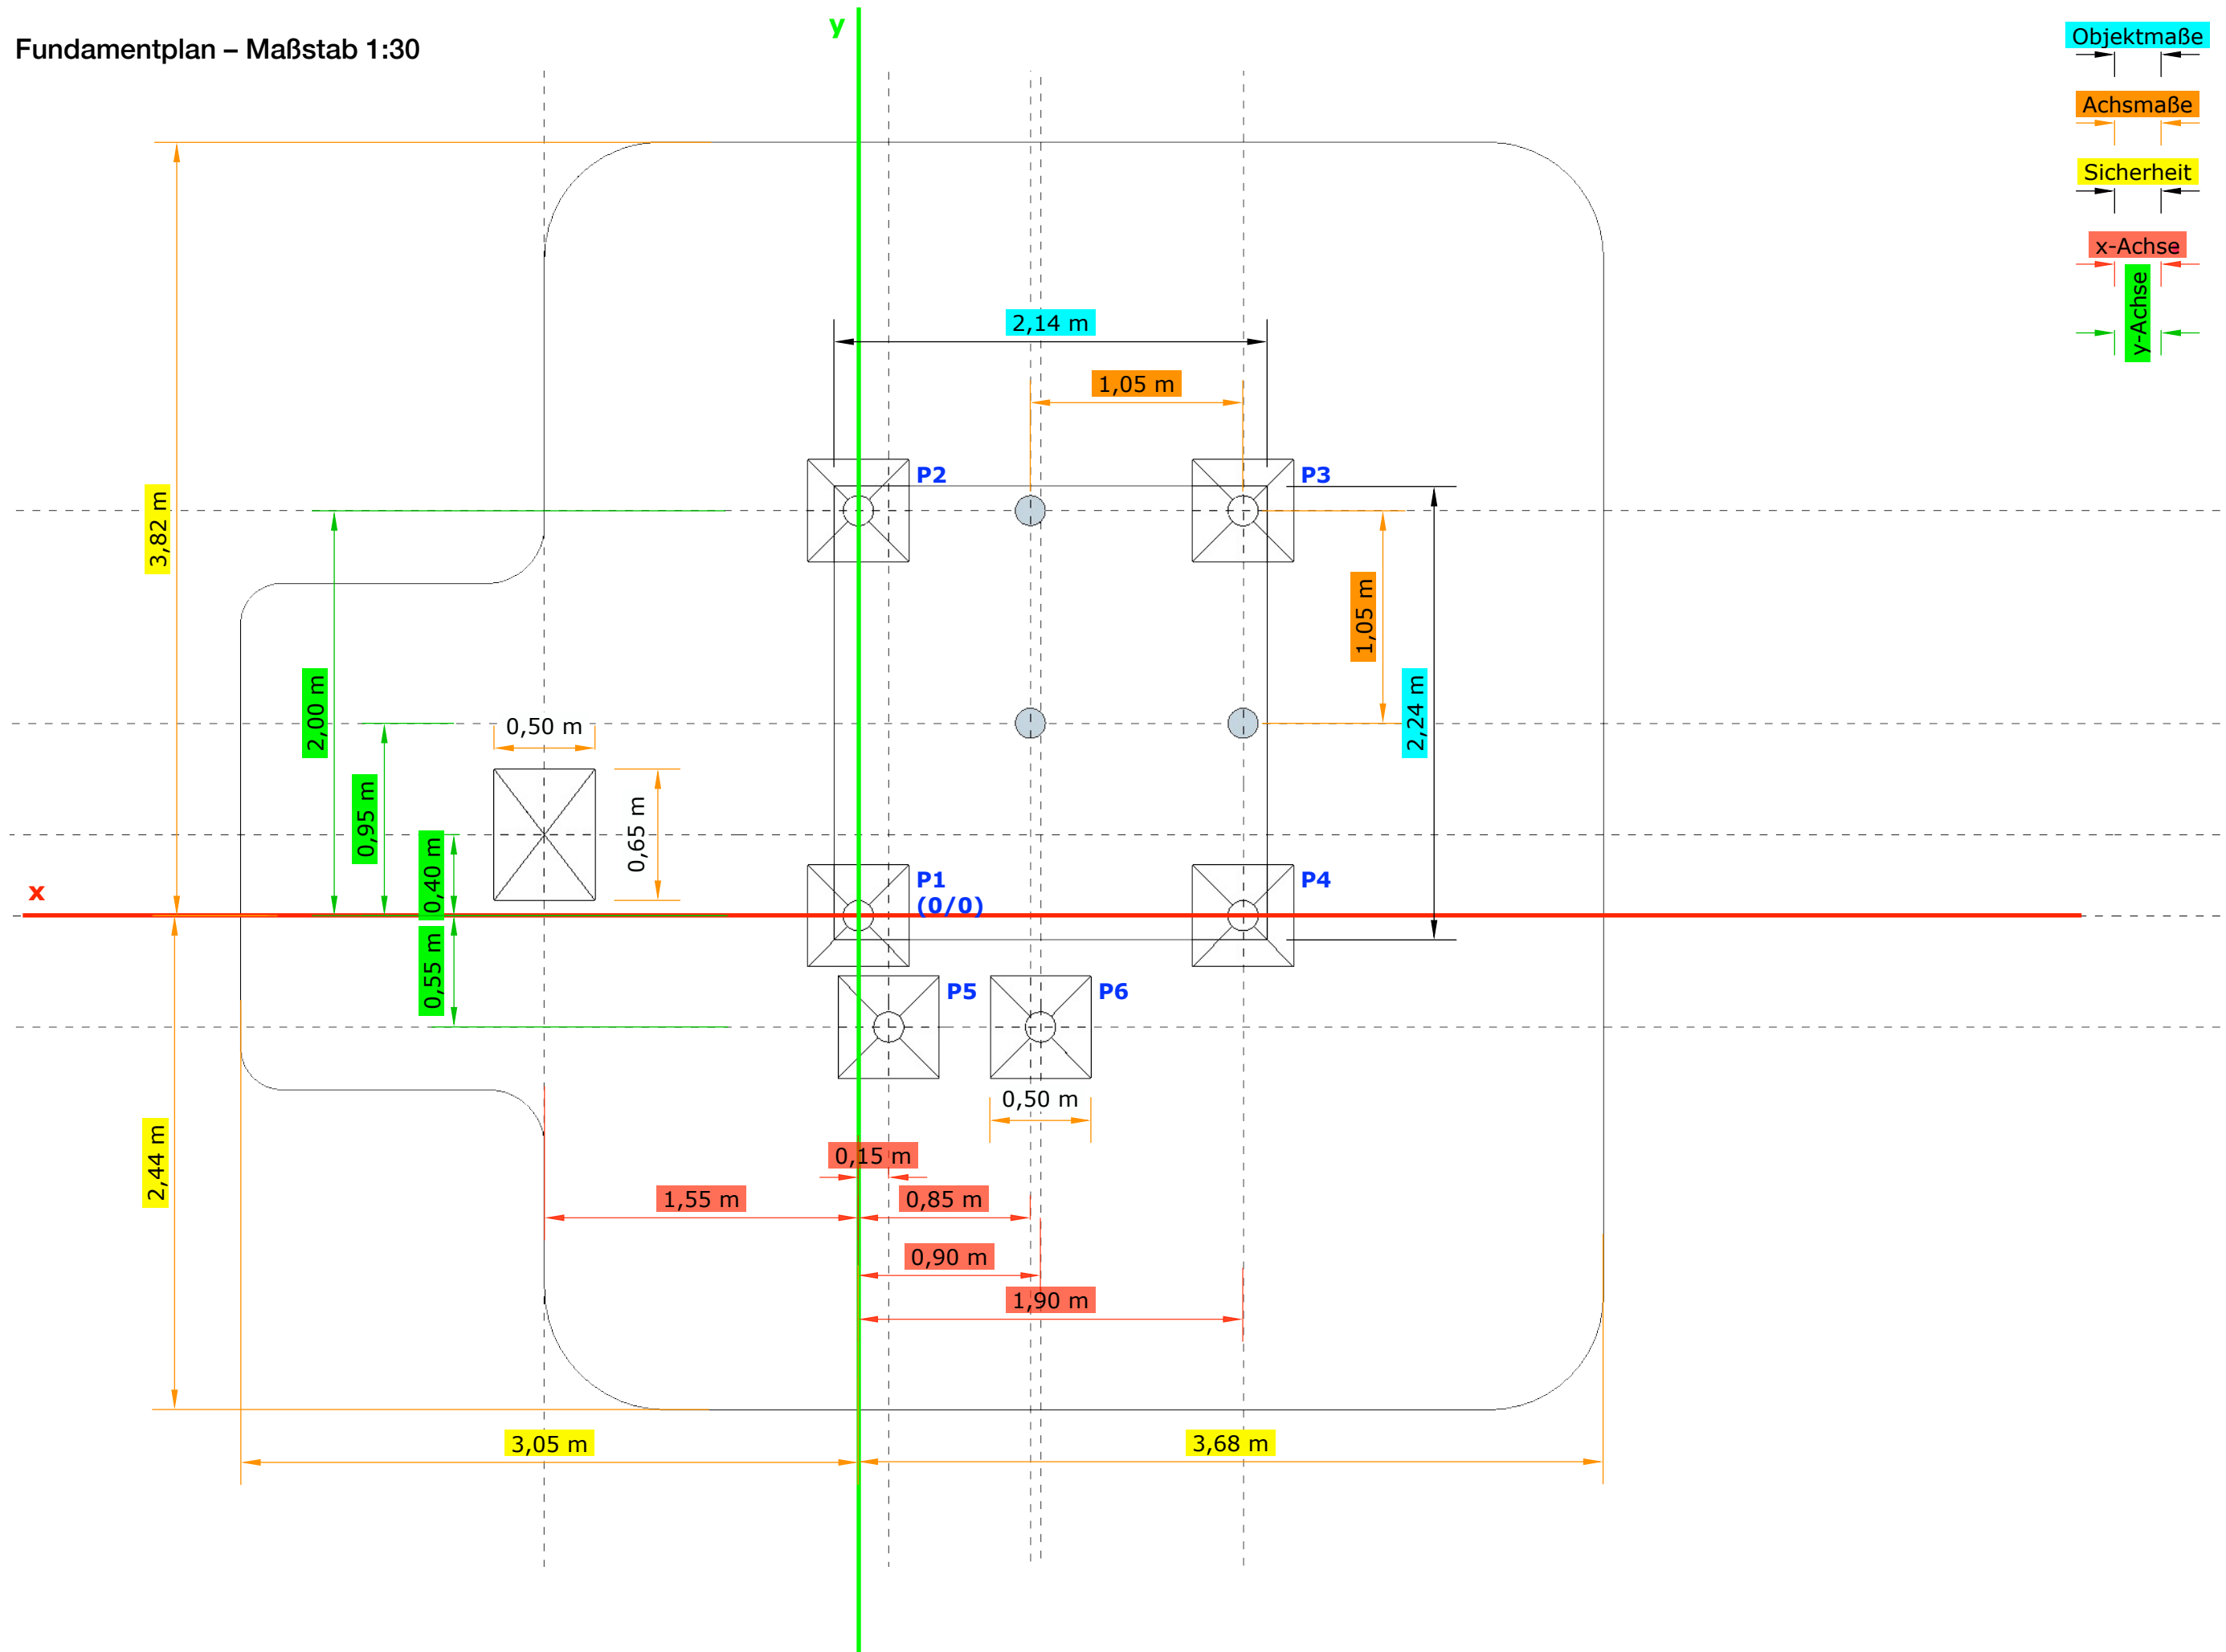 y
Fundamentplan – Maßstab 1:30
Objektmaße
Achsmaße
Sicherheit
x-Achse
y-Achse
2,14 m
1,05 m
P2
P3
3,82 m
1,05 m
2,00 m
2,24 m
0,50 m
0,95 m
0,65 m
0,40 m
x
P1
(0/0)
P4
0,55 m
P5
P6
0,50 m
2,44 m
0,15 m
1,55 m
0,85 m
0,90 m
1,90 m
3,05 m
3,68 m